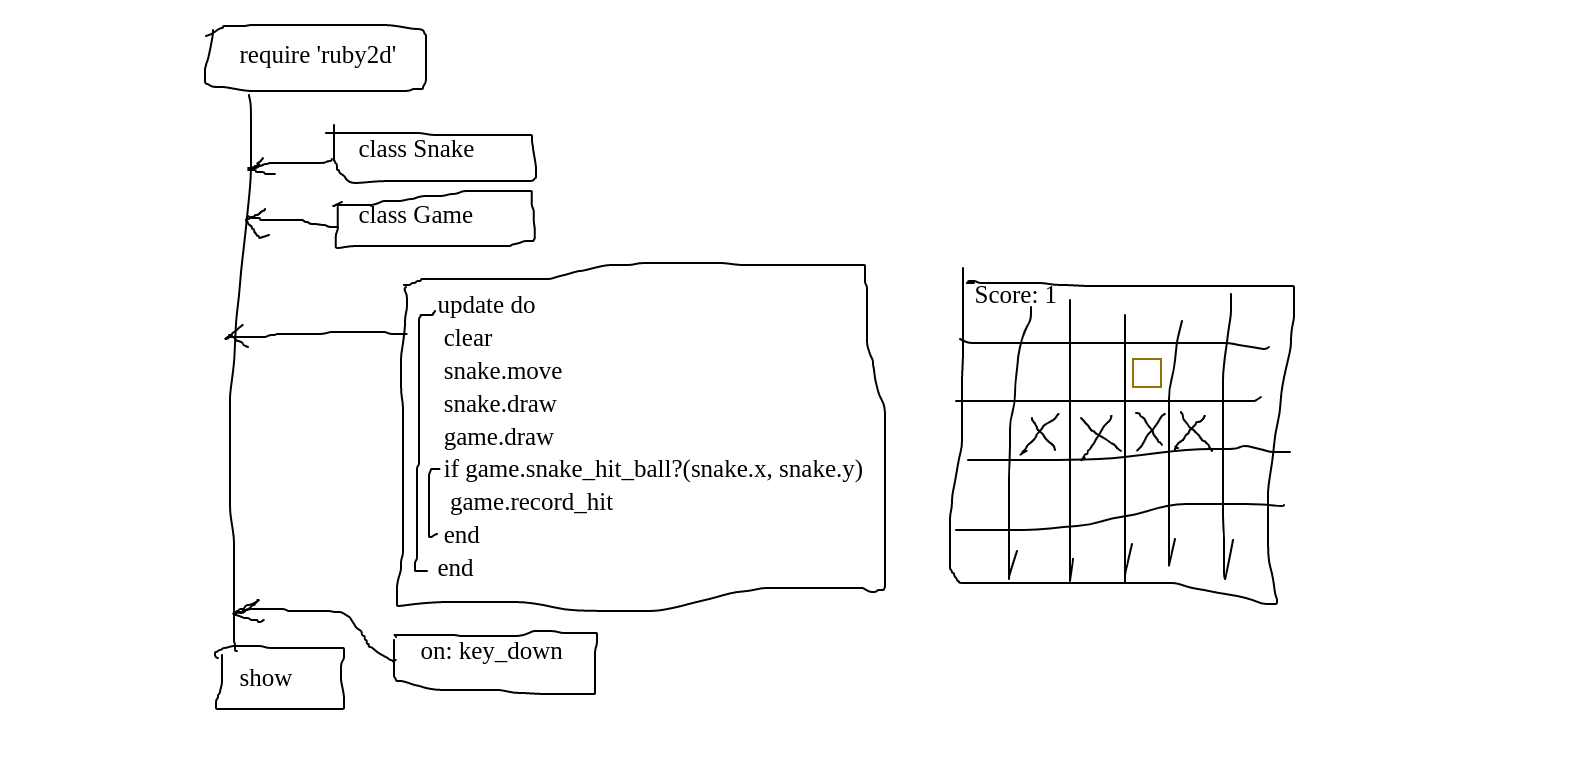 require 'ruby2d'
class Snake
class Game
update do
clear
snake.move
snake.draw
game.draw
if game.snake_hit_ball?(snake.x, snake.y)
game.record_hit
end
end
on: key_down
show
Score: 1